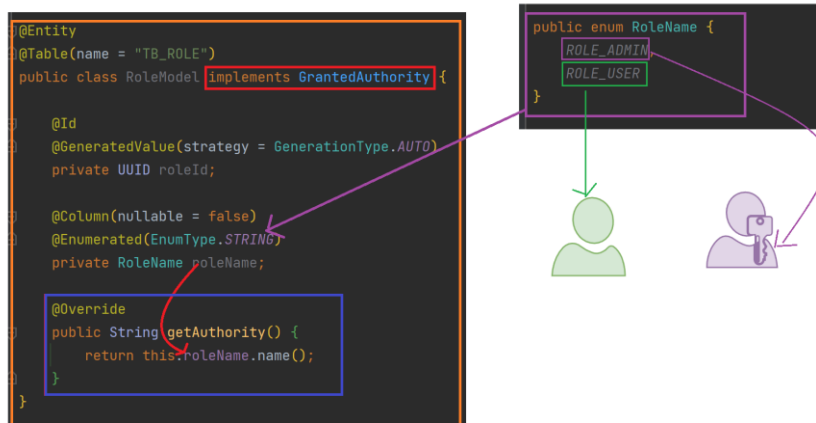 @Entity
@Table(name = "TB_ROLE")
public class RoleModel implements GrantedAuthority {
@Id
@GeneratedValue(strategy = GenerationType.AUTO)
private UUID roleId;
@Column(nullable = false)
@Enumerated(EnumType.STRING)
private RoleName roleName;
@Override
public String getAuthority() {
return this.roleName.name();
}
}
public enum RoleName {
ROLE_ADMIN,
ROLE_USER
}